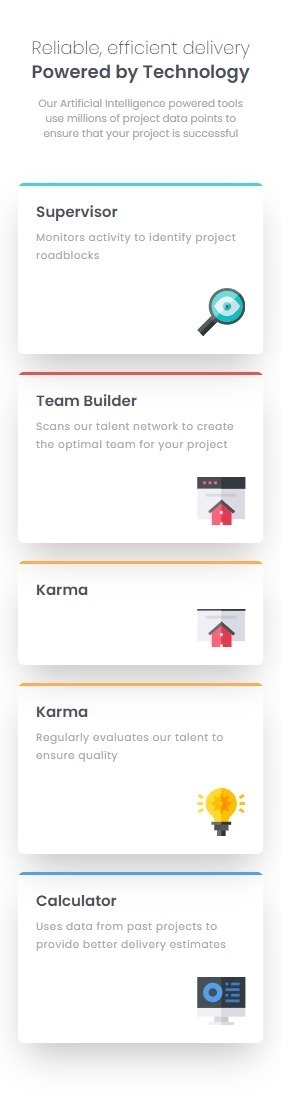 Reliable, efficient delivery
Powered by Technology
Our Artificial Intelligence powered tools
use millions of project data points to
ensure that your project is successful
Supervisor
Monitors activity to identify project
roadblocks
Team Builder
Scans our talent network to create
the optimal team for your project
Karma
Karma
Regularly evaluates our talent to
ensure quality
Calculator
Uses data from past projects to
provide better delivery estimates